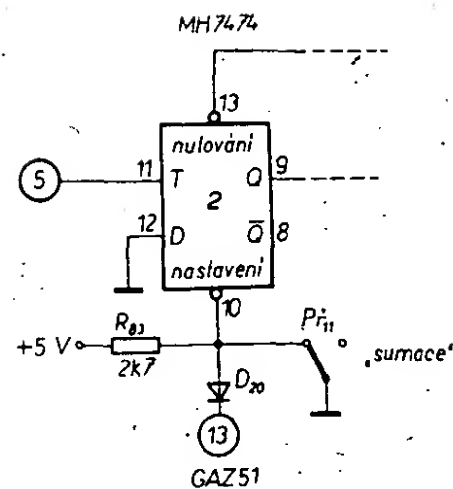 MH7474
13
nulování
5
11
T
Q
9
2
12
D
Q̅
8
nastavení
10
R₈₃
Př₁₁
+5 V
„sumace“
2k7
D₂₀
13
GAZ51